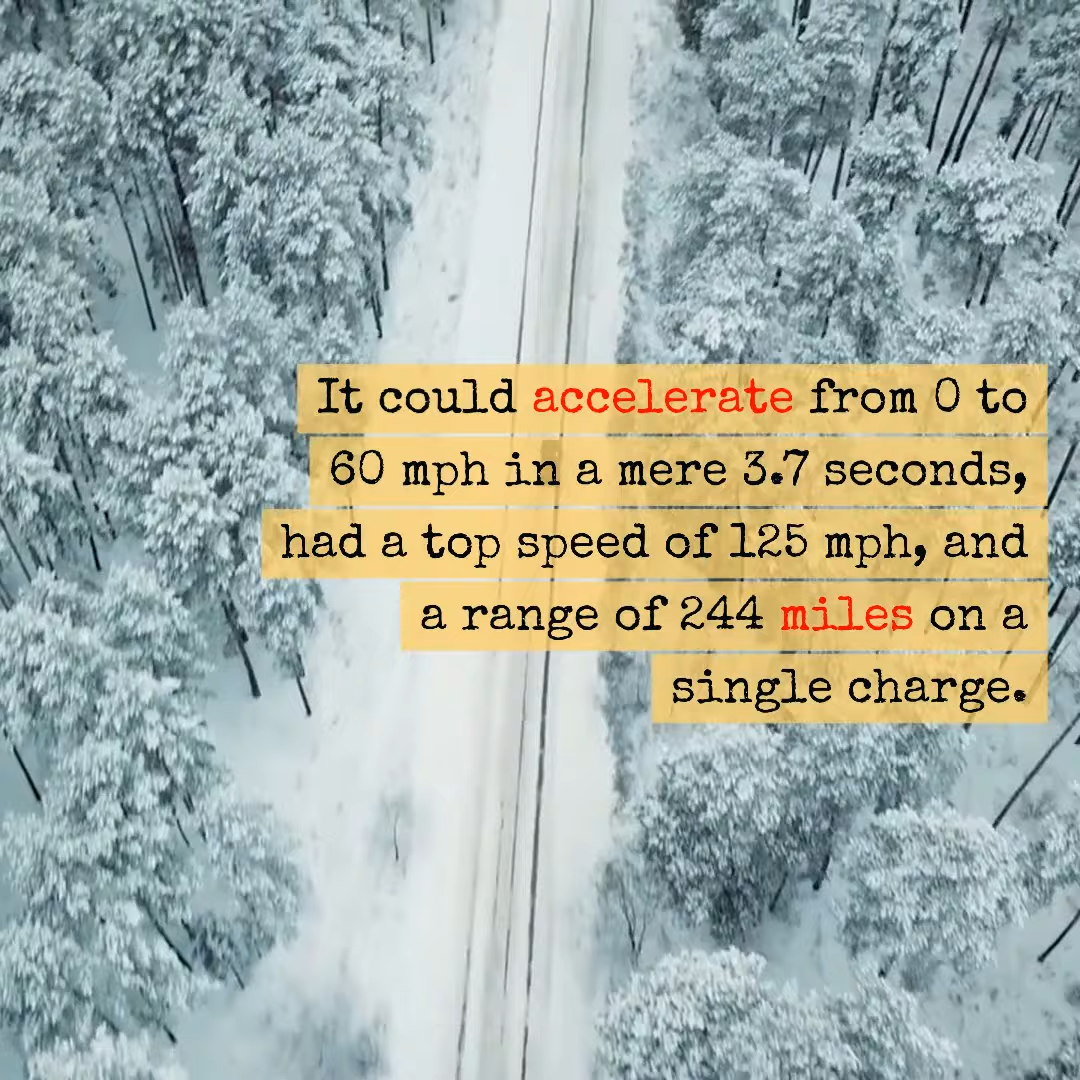 It could accelerate from 0 to
60 mph in a mere 3.7 seconds,
had a top speed of 125 mph, and
a range of 244 miles on a
single charge.